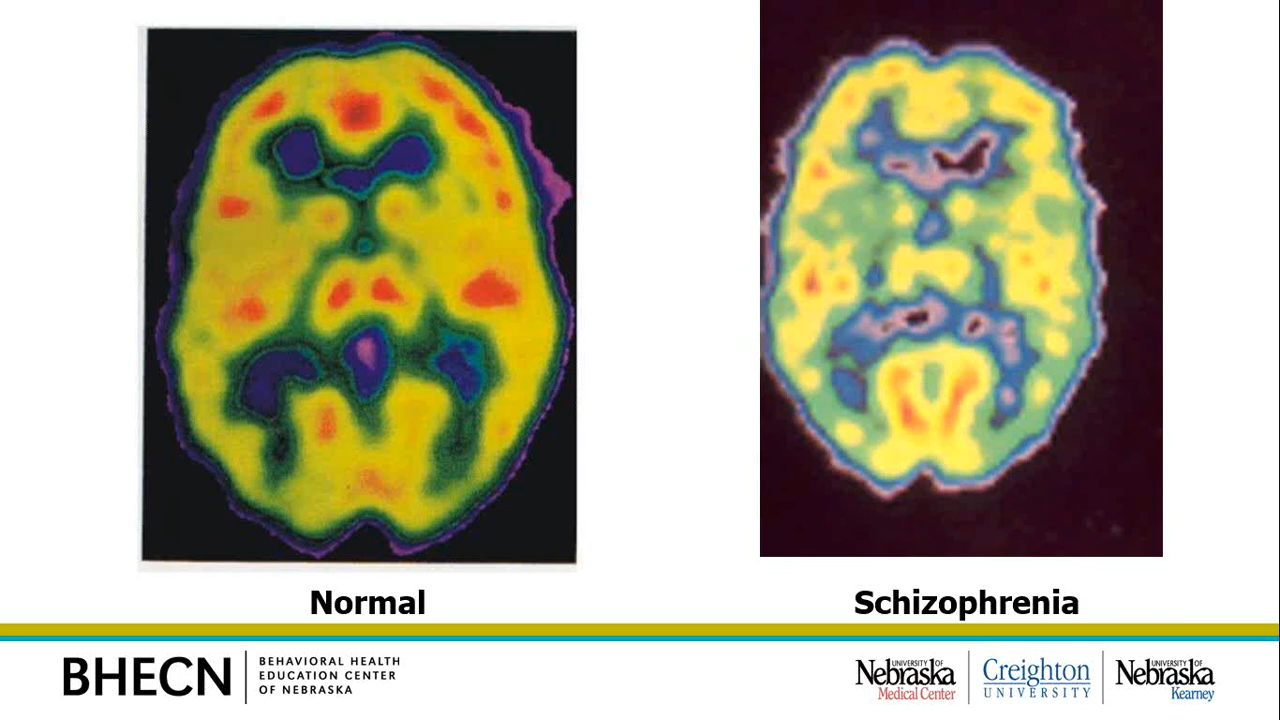 Normal
Schizophrenia
BHECN
BEHAVIORAL HEALTH
EDUCATION CENTER
OF NEBRASKA
UNIVERSITY OF
Nebraska
Medical Center
Creighton
UNIVERSITY
UNIVERSITY OF
Nebraska
Kearney